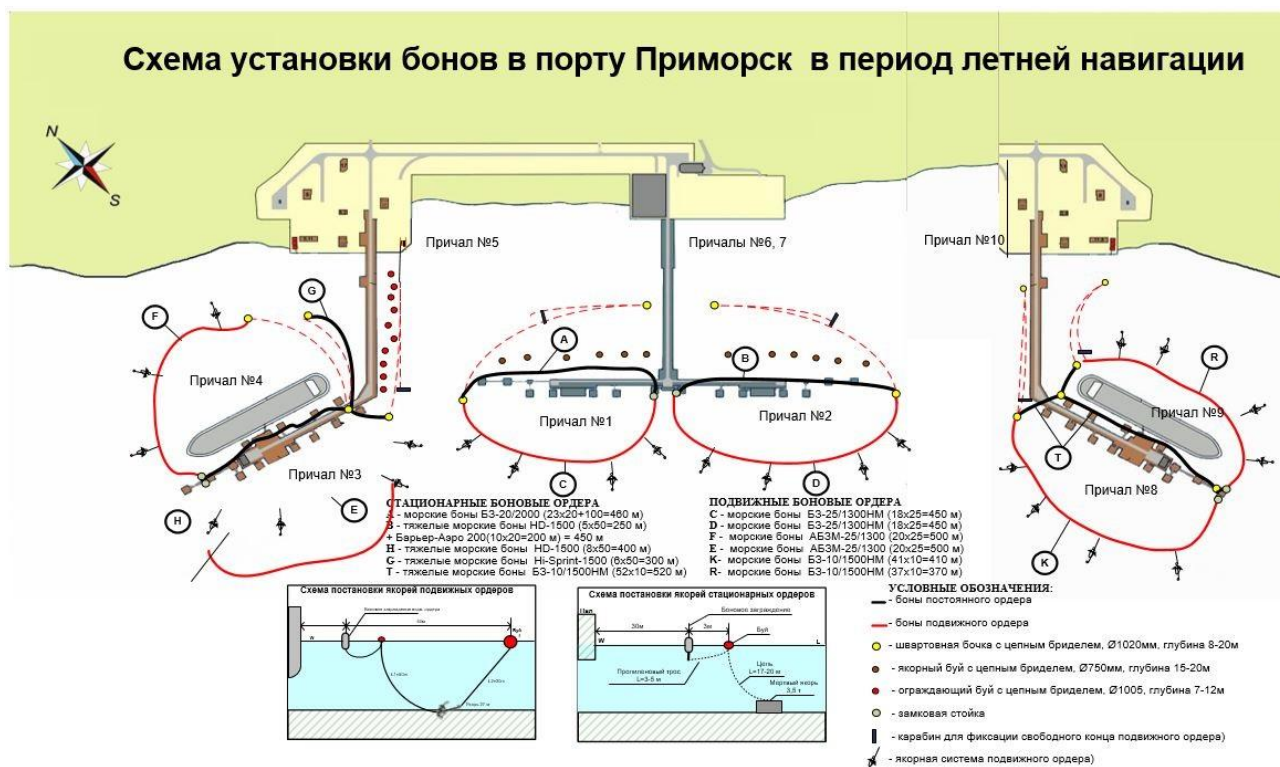 Схема установки бонов в порту Приморск в период летней навигации
N
S
Причал №5
Причалы №6, 7
Причал №10
G
F
A
B
R
Причал №4
Причал №1
Причал №2
Причал №9
T
Причал №3
Причал №8
C
D
H
E
K
СТАЦИОНАРНЫЕ БОНОВЫЕ ОРДЕРА
А - морские боны БЗ-20/2000 (23х20+100=460 м)
В - тяжелые морские боны HD-1500 (5х50=250 м)
+ Барьер-Аэро 200(10х20=200 м) = 450 м
Н - тяжелые морские боны HD-1500 (8х50=400 м)
G - тяжелые морские боны Hi-Sprint-1500 (6х50=300 м)
Т - тяжелые морские боны БЗ-10/1500НМ (52х10=520 м)
ПОДВИЖНЫЕ БОНОВЫЕ ОРДЕРА
С - морские боны БЗ-25/1300НМ (18х25=450 м)
D - морские боны БЗ-25/1300НМ (18х25=450 м)
F - морские боны АБЗМ-25/1300 (20х25=500 м)
Е - морские боны АБЗМ-25/1300 (20х25=500 м)
K- морские боны БЗ-10/1500НМ (41х10=410 м)
R- морские боны БЗ-10/1500НМ (37х10=370 м)
Схема постановки якорей подвижных ордеров
Схема постановки якорей стационарных ордеров
Боновое заграждение
30м
3м
Буй
W
L
Пропиленовый трос
L=3-5 м
Цепь
L=17-20 м
Мертвый якорь
3,5 т
УСЛОВНЫЕ ОБОЗНАЧЕНИЯ:
- боны постоянного ордера
- боны подвижного ордера
- швартовная бочка с цепным бриделем, Ø1020мм, глубина 8-20м
- якорный буй с цепным бриделем, Ø750мм, глубина 15-20м
- ограждающий буй с цепным бриделем, Ø1005, глубина 7-12м
- замковая стойка
- карабин для фиксации свободного конца подвижного ордера)
- якорная система подвижного ордера)